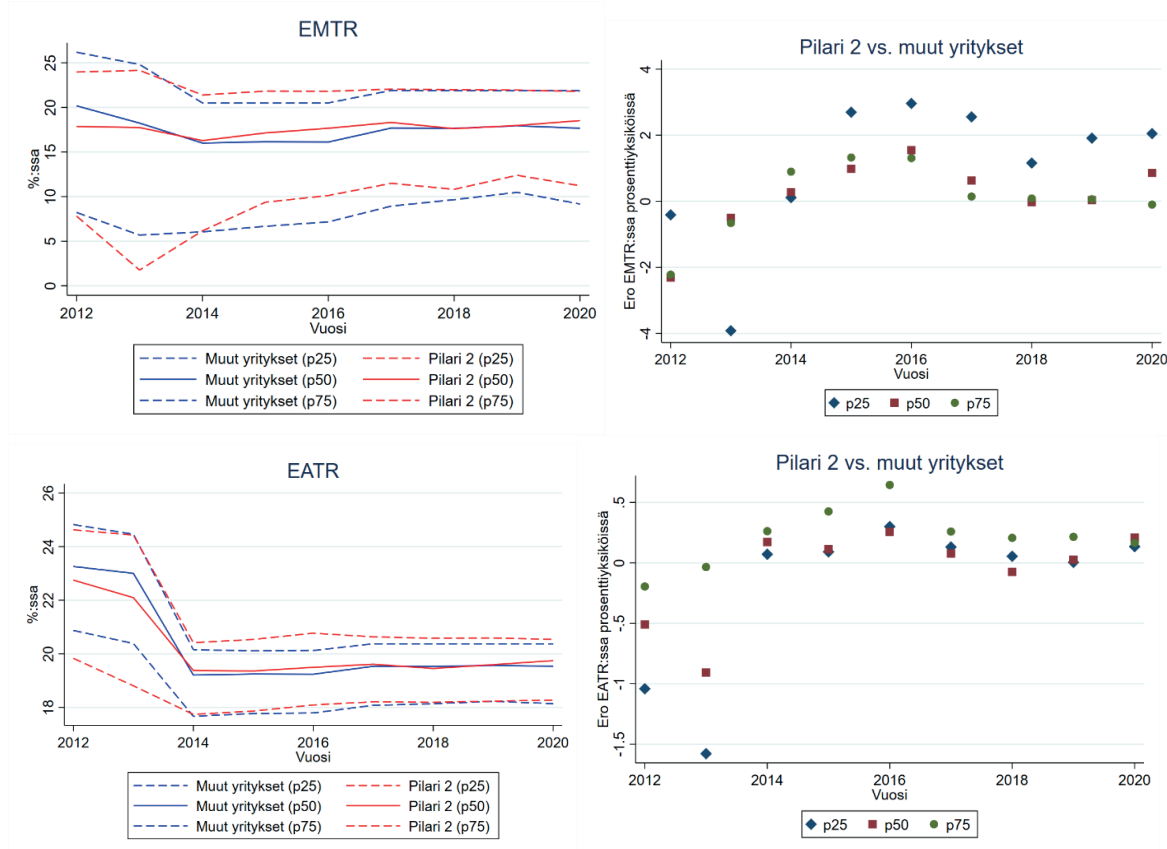 EMTR
%:ssa
25
20
15
10
5
0
2012
2014
2016
2018
2020
Vuosi
Muut yritykset (p25)
Pilari 2 (p25)
Muut yritykset (p50)
Pilari 2 (p50)
Muut yritykset (p75)
Pilari 2 (p75)
Pilari 2 vs. muut yritykset
Ero EMTR:ssa prosenttiyksiköissä
4
2
0
-2
-4
2012
2014
2016
2018
2020
Vuosi
p25
p50
p75
EATR
%:ssa
26
24
22
20
18
2012
2014
2016
2018
2020
Vuosi
Muut yritykset (p25)
Pilari 2 (p25)
Muut yritykset (p50)
Pilari 2 (p50)
Muut yritykset (p75)
Pilari 2 (p75)
Pilari 2 vs. muut yritykset
Ero EATR:ssa prosenttiyksiköissä
.5
0
-.5
-1
-1.5
2012
2014
2016
2018
2020
Vuosi
p25
p50
p75